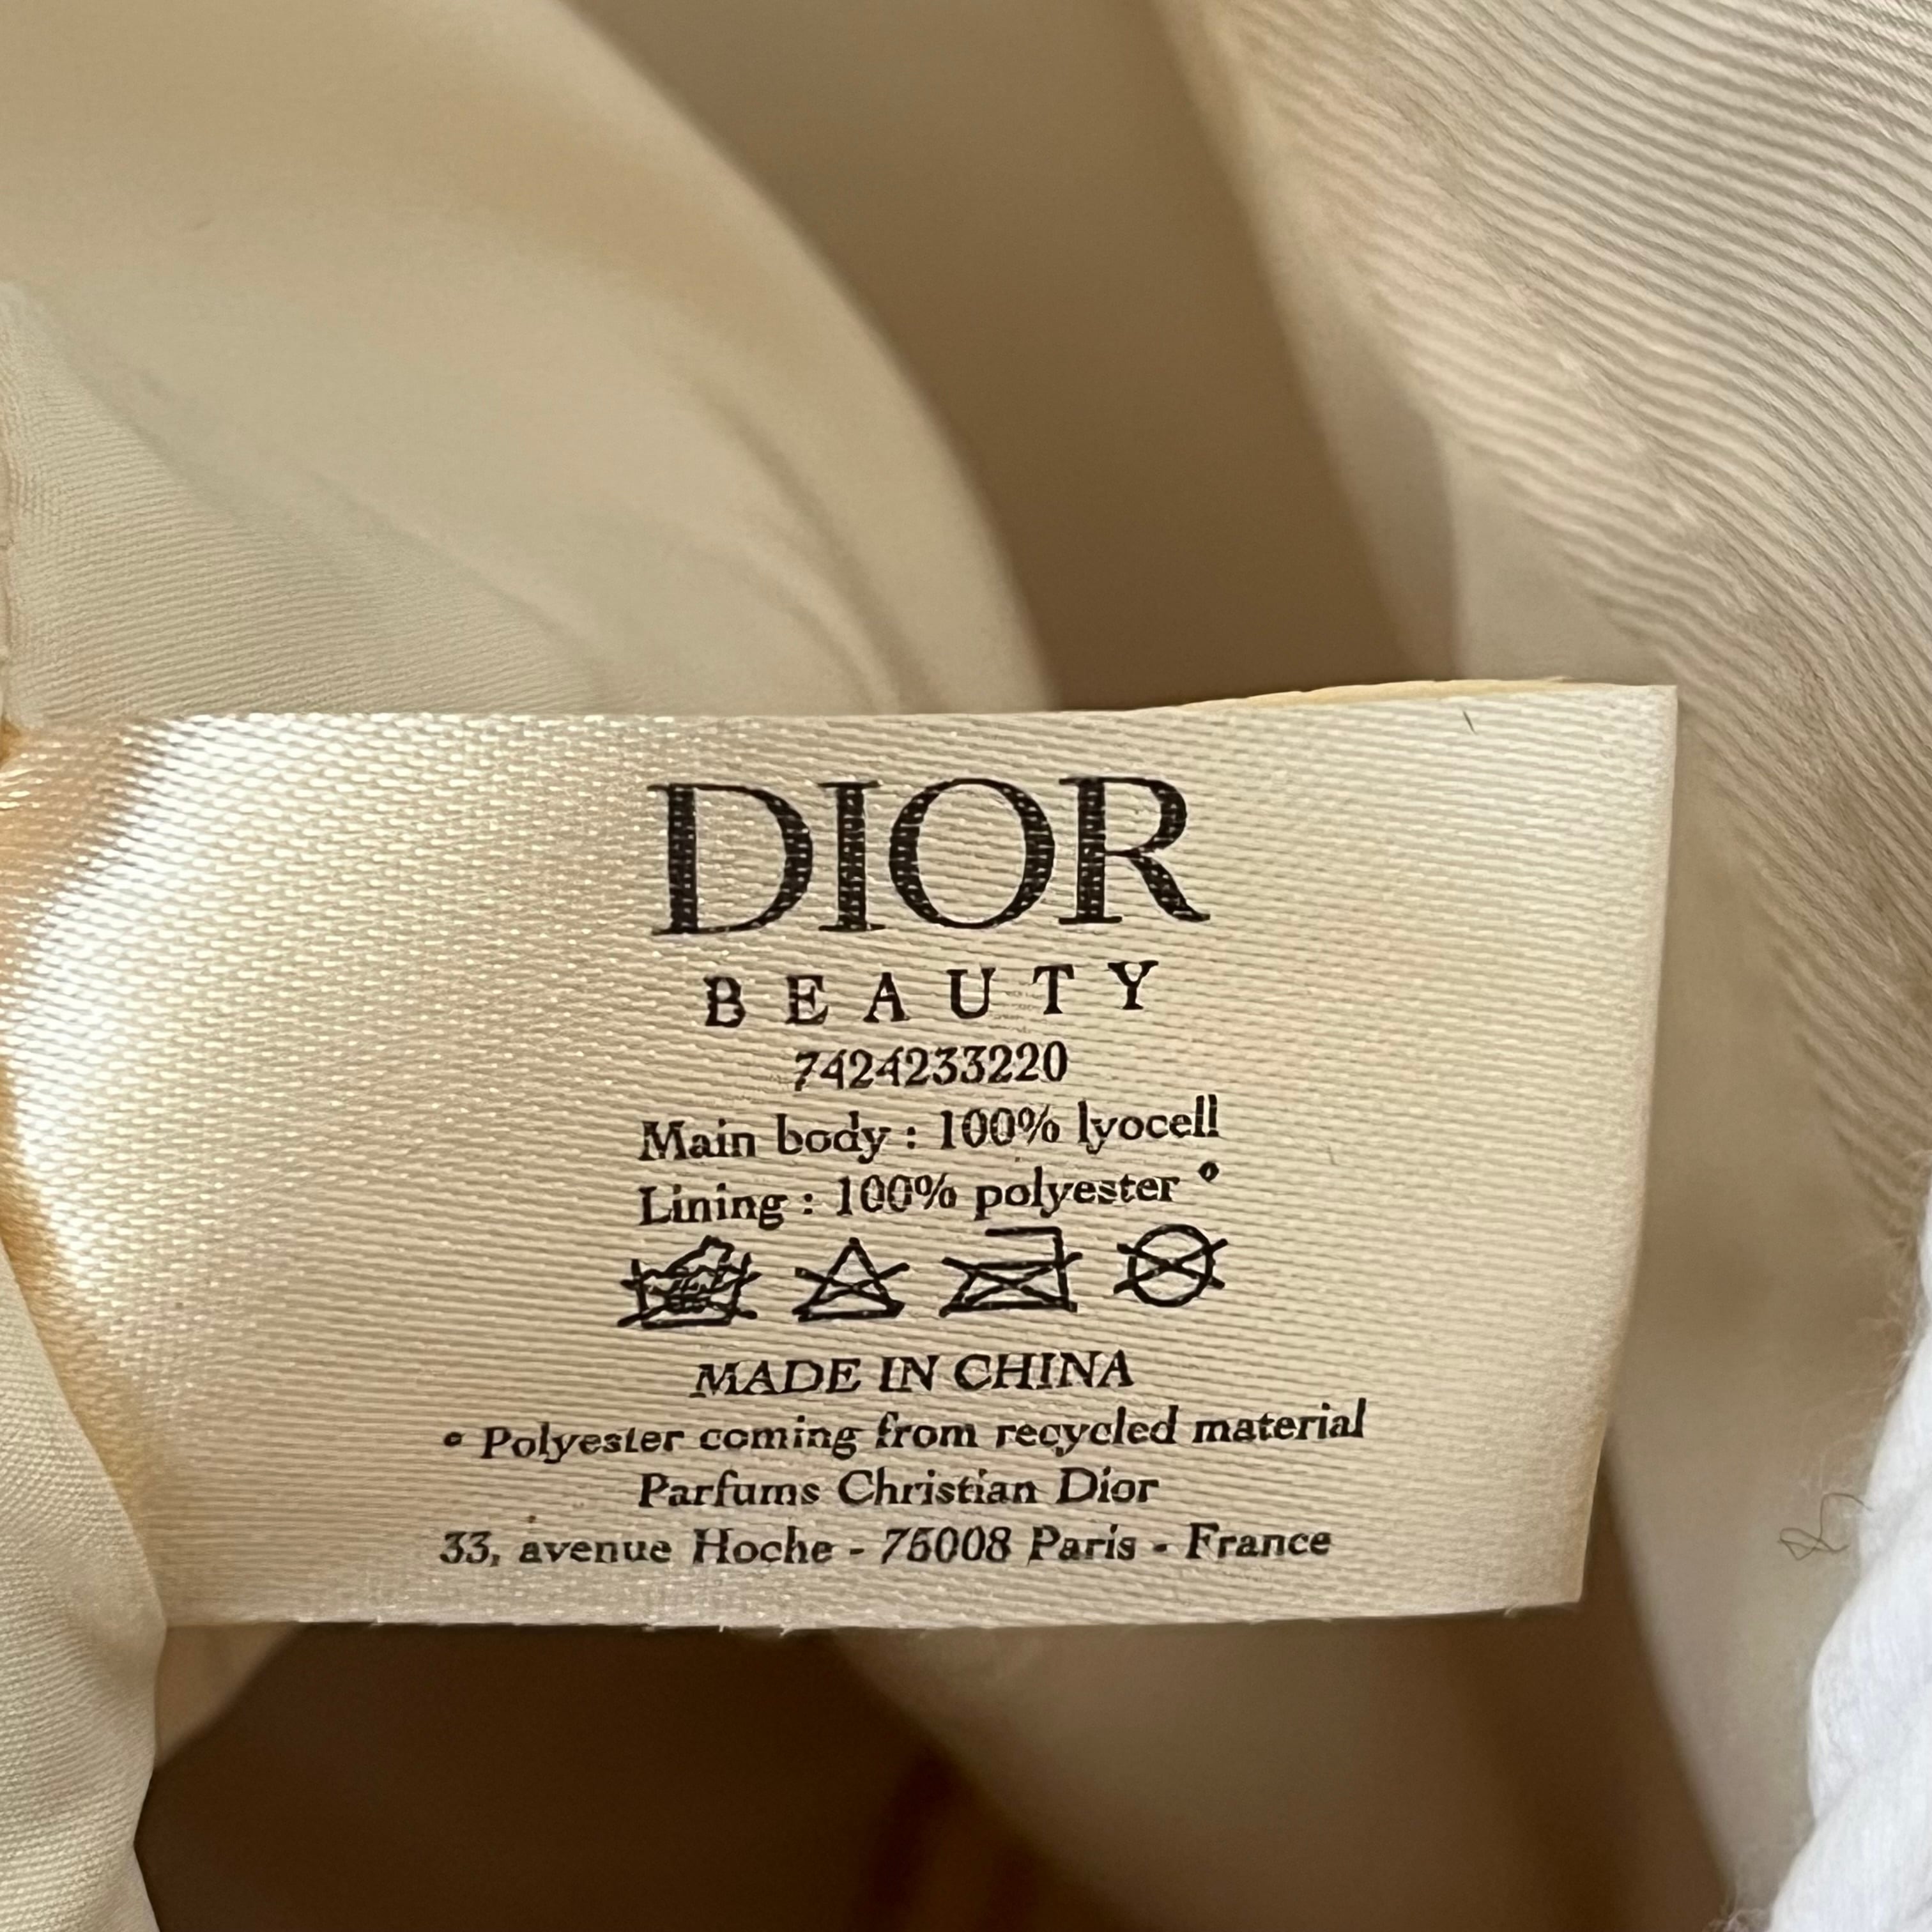 DIOR
BEAUTY
7424233220
Main body : 100% lyocell
Lining : 100% polyester °
MADE IN CHINA
° Polyester coming from recycled material
Parfums Christian Dior
33, avenue Hoche - 75008 Paris - France